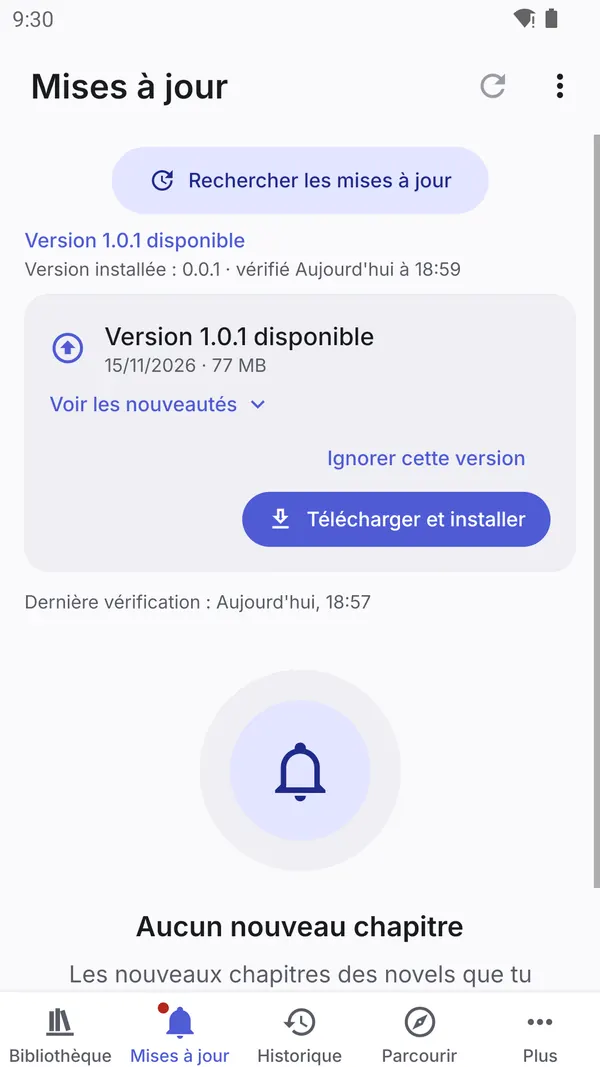 9:30
Mises à jour
Rechercher les mises à jour
Version 1.0.1 disponible
Version installée : 0.0.1 · vérifié Aujourd'hui à 18:59
Version 1.0.1 disponible
15/11/2026 · 77 MB
Voir les nouveautés
Ignorer cette version
Télécharger et installer
Dernière vérification : Aujourd'hui, 18:57
Aucun nouveau chapitre
Les nouveaux chapitres des novels que tu
Bibliothèque
Mises à jour
Historique
Parcourir
Plus